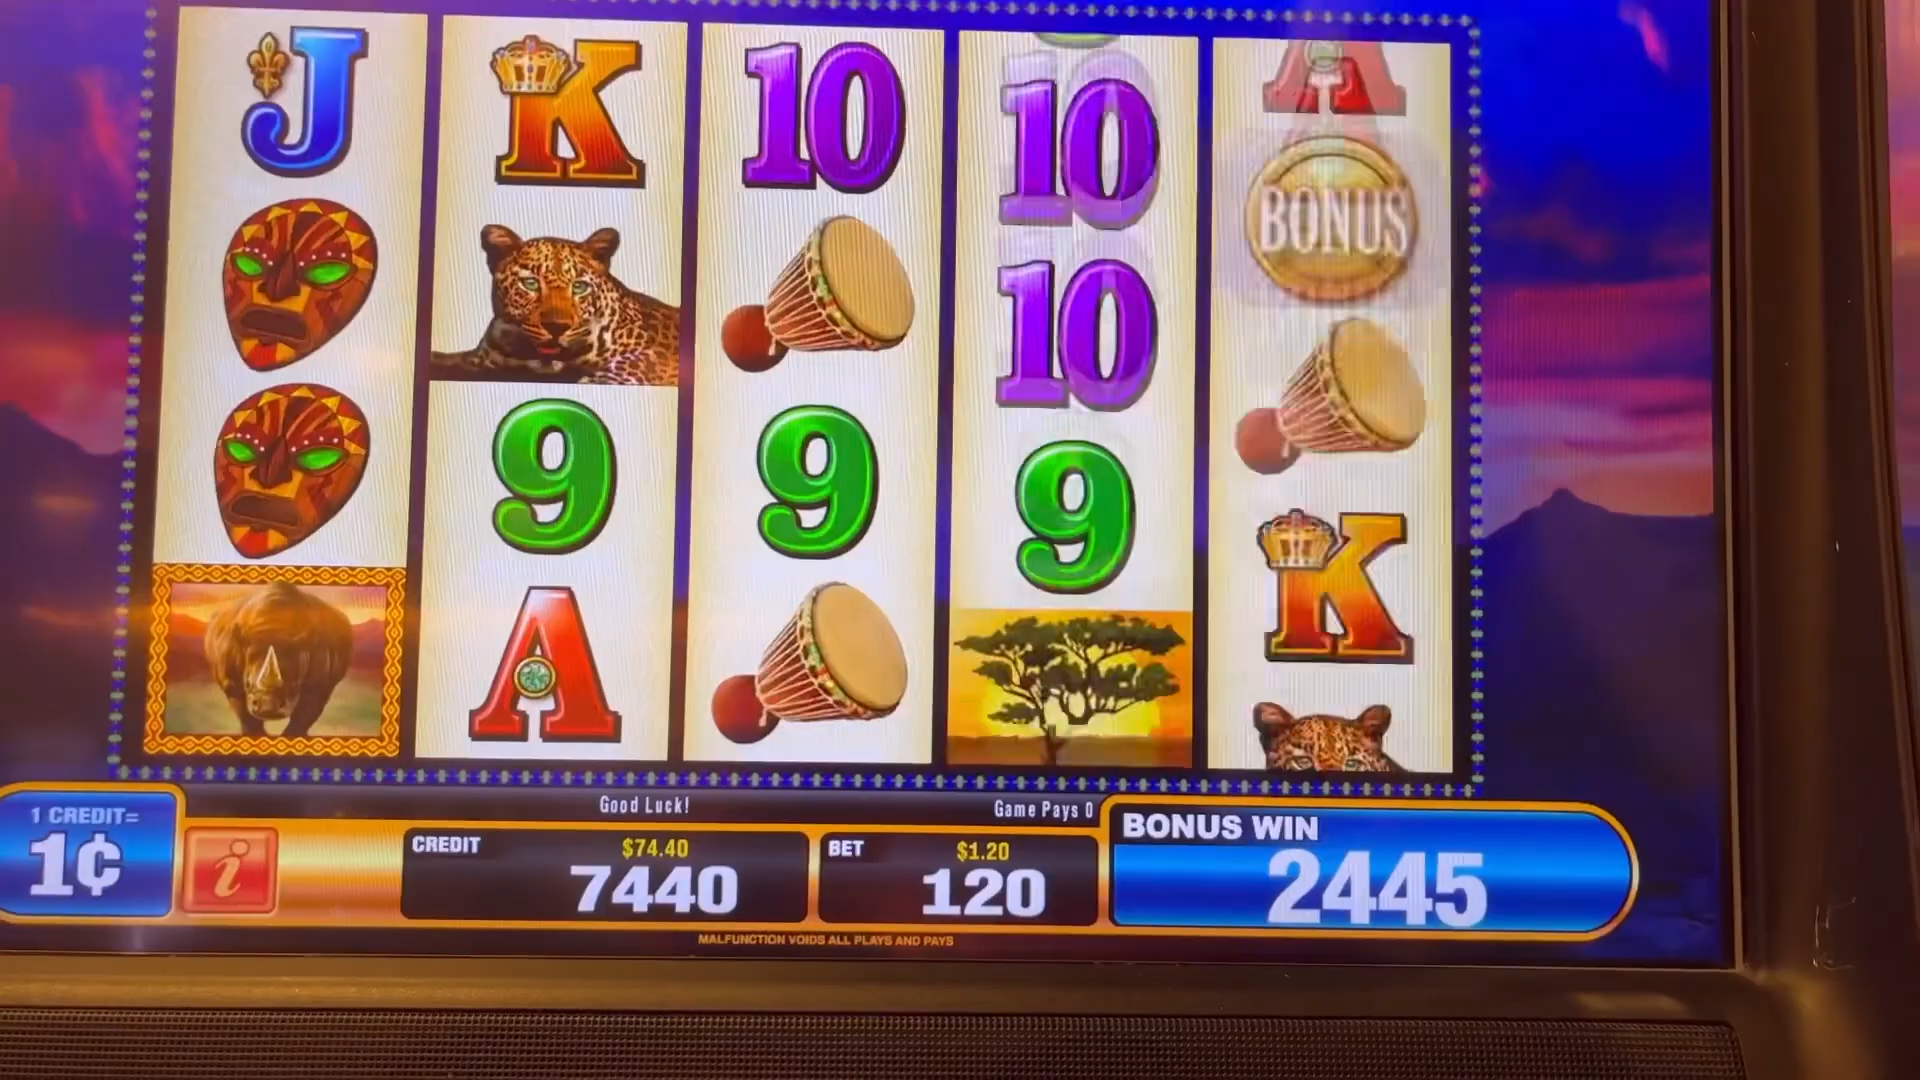 J K 10 10 A
BONUS
10
9 9 9
K
A
Good Luck! Game Pays 0
1 CREDIT=
1¢
i
CREDIT $74.40
7440
BET $1.20
120
BONUS WIN
2445
MALFUNCTION VOIDS ALL PLAYS AND PAYS